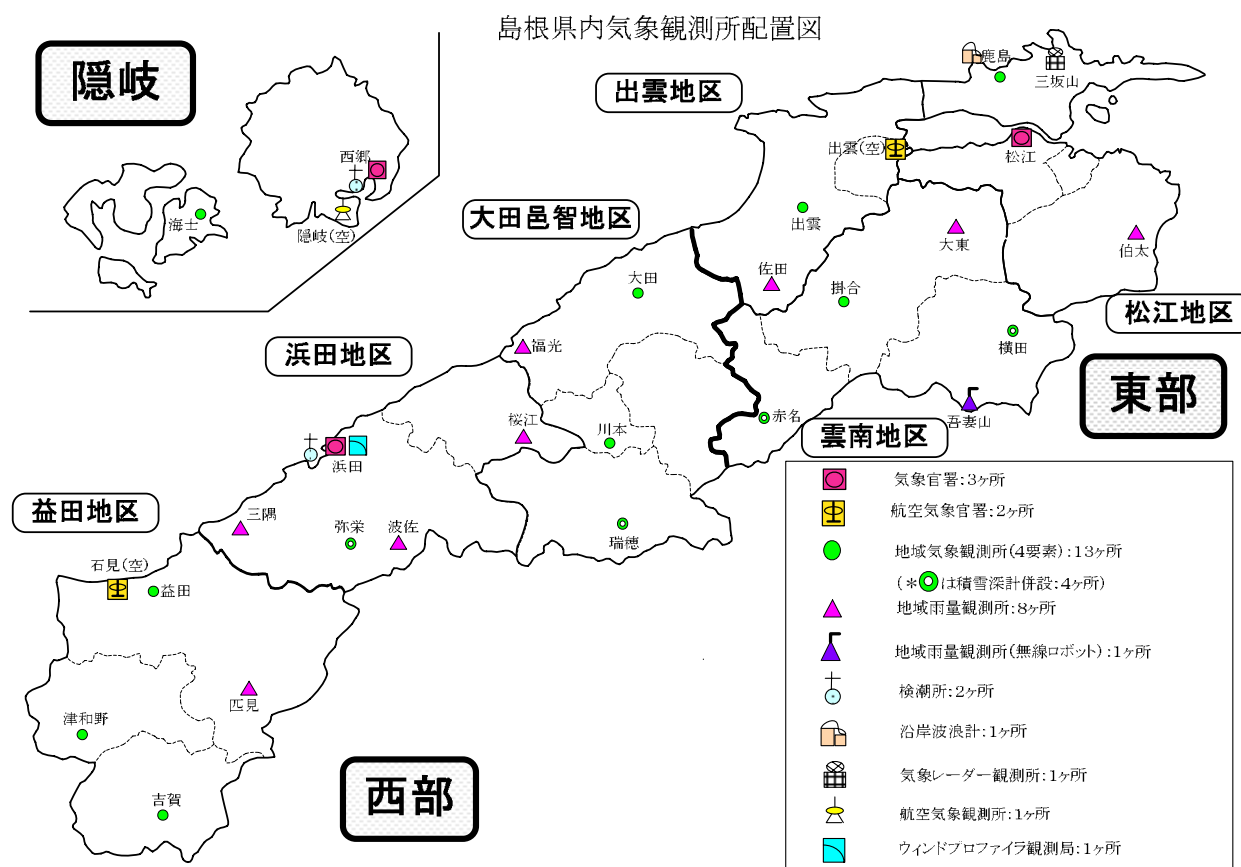 島根県内気象観測所配置図
隠岐
西郷
海士
隠岐(空)
出雲地区
鹿島
三坂山
出雲(空)
松江
大田邑智地区
出雲
大東
伯太
佐田
大田
掛合
松江地区
横田
浜田地区
福光
東部
吾妻山
赤名
桜江
川本
雲南地区
浜田
益田地区
三隅
弥栄
波佐
瑞穂
石見(空)
益田
匹見
津和野
西部
吉賀
気象官署:3ヶ所
航空気象官署:2ヶ所
地域気象観測所(4要素):13ヶ所
(*◎は積雪深計併設:4ヶ所)
地域雨量観測所:8ヶ所
地域雨量観測所(無線ロボット):1ヶ所
検潮所:2ヶ所
沿岸波浪計:1ヶ所
気象レーダー観測所:1ヶ所
航空気象観測所:1ヶ所
ウィンドプロファイラ観測局:1ヶ所